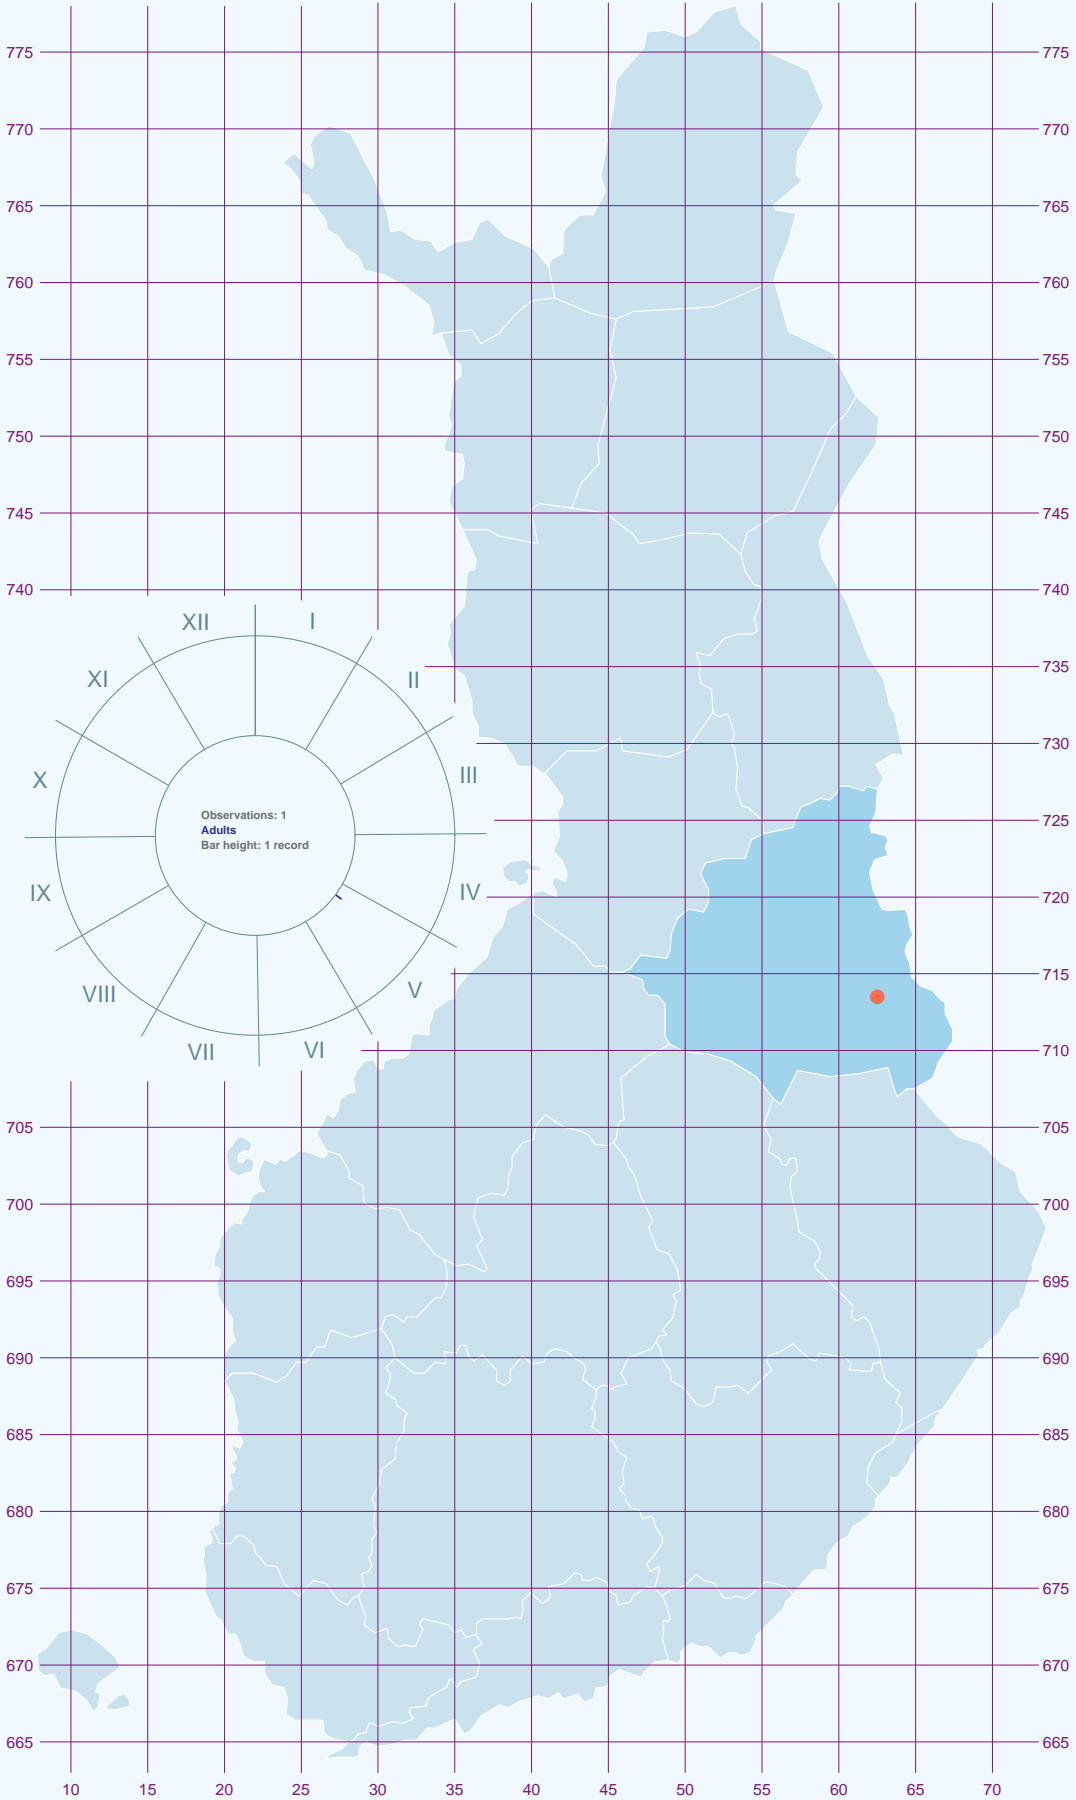 775 775
770 770
765 765
760 760
755 755
750 750
745 745
740 740
XII I
735
XI II
730
X III
725
Observations: 1
Adults
Bar height: 1 record
IX IV
720
VIII V
715
VII VI
710
705 705
700 700
695 695
690 690
685 685
680 680
675 675
670 670
665 665
10 15 20 25 30 35 40 45 50 55 60 65 70